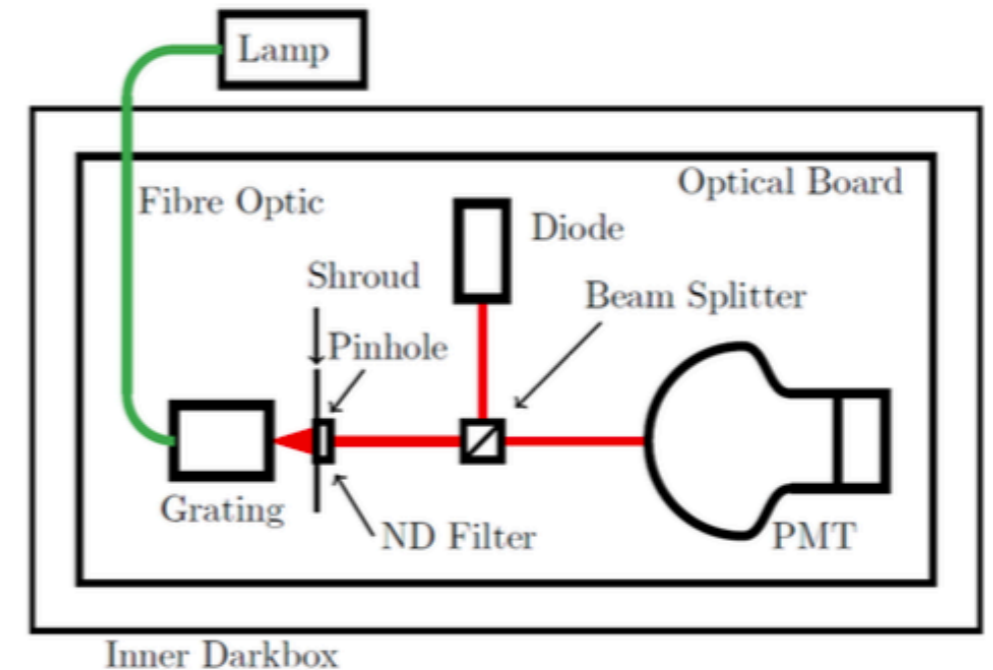 Lamp
Optical Board
Fibre Optic
Diode
Shroud
Beam Splitter
Pinhole
Grating
ND Filter
PMT
Inner Darkbox